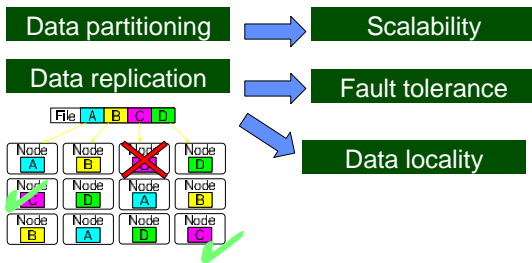 Data partitioning
Scalability
Data replication
Fault tolerance
Data locality
File A B C D
Node Node Node Node
A B D
Node Node Node Node
C D A B
Node Node Node Node
B A D C